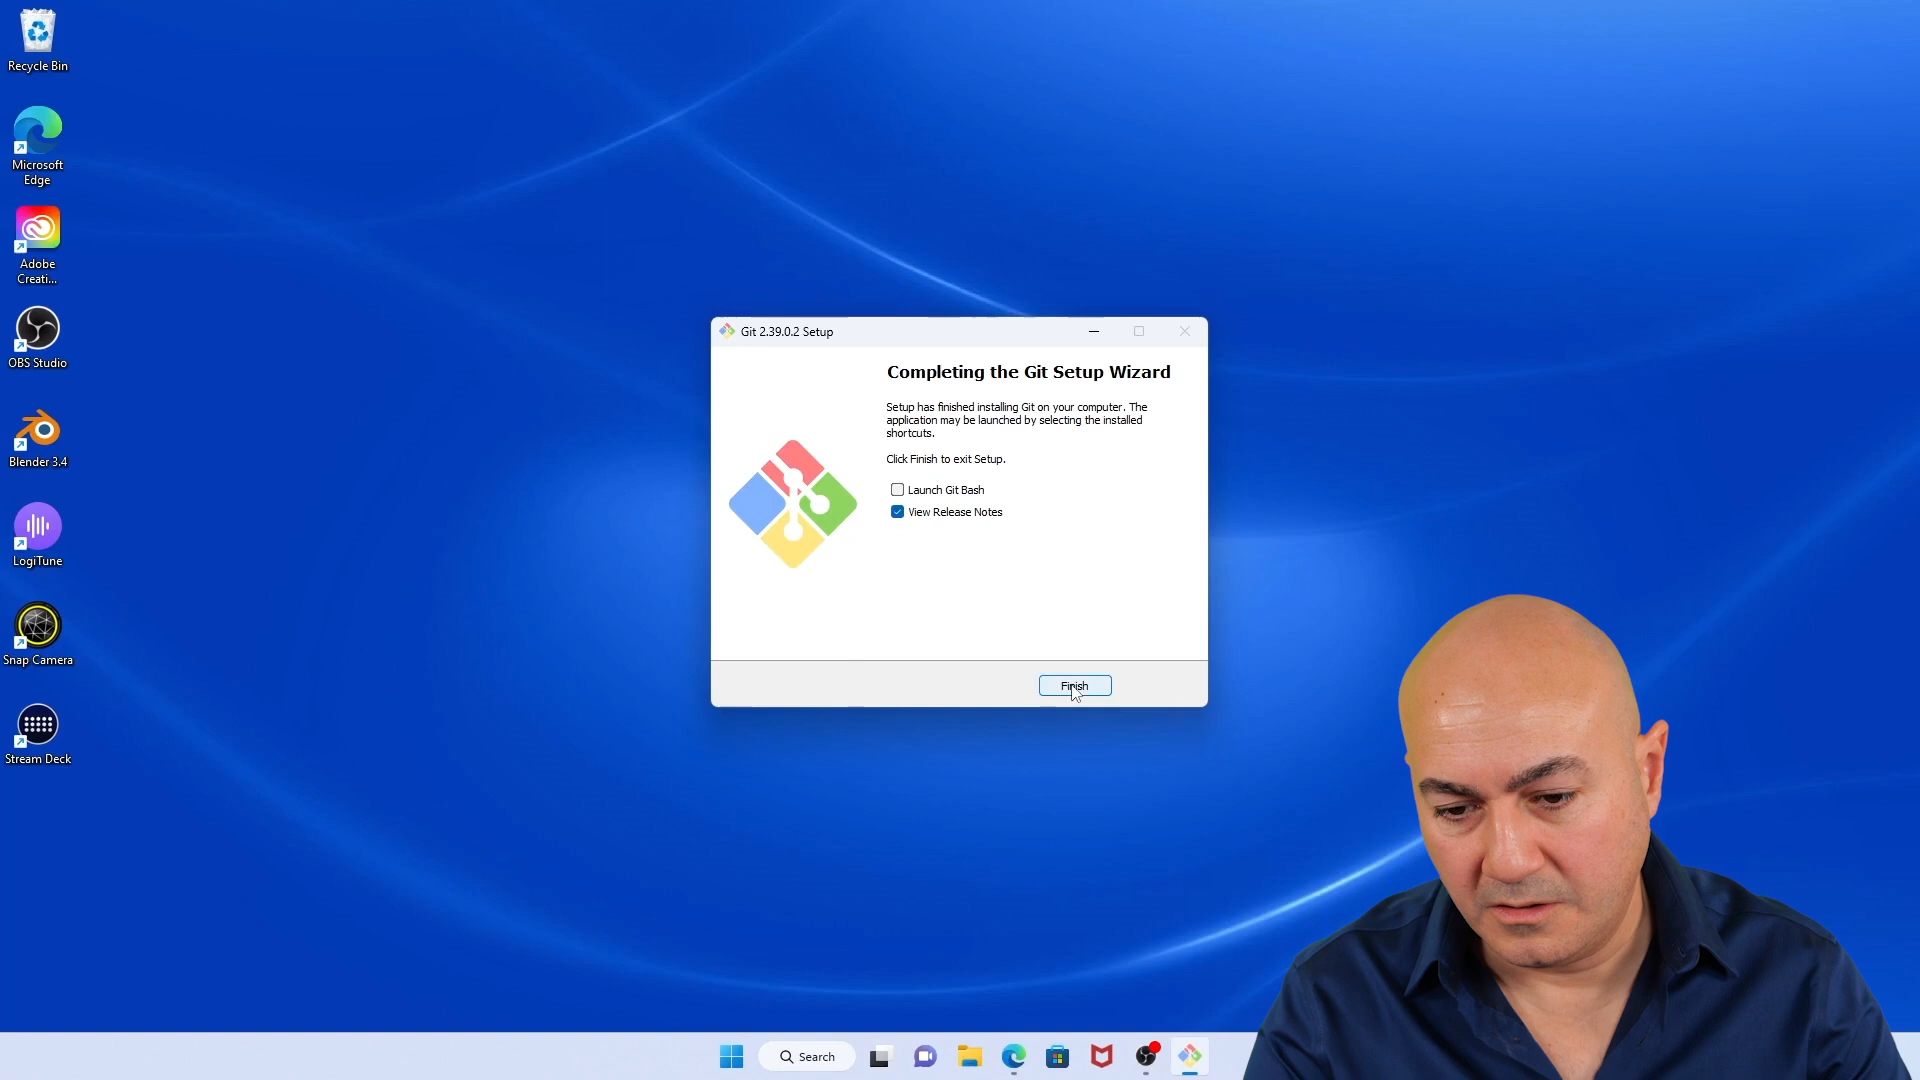 Recycle Bin
Microsoft
Edge
Adobe
Creati...
OBS Studio
Blender 3.4
LogiTune
Snap Camera
Stream Deck
Git 2.39.0.2 Setup
Completing the Git Setup Wizard
Setup has finished installing Git on your computer. The
application may be launched by selecting the installed
shortcuts.
Click Finish to exit Setup.
Launch Git Bash
View Release Notes
Finish
Search